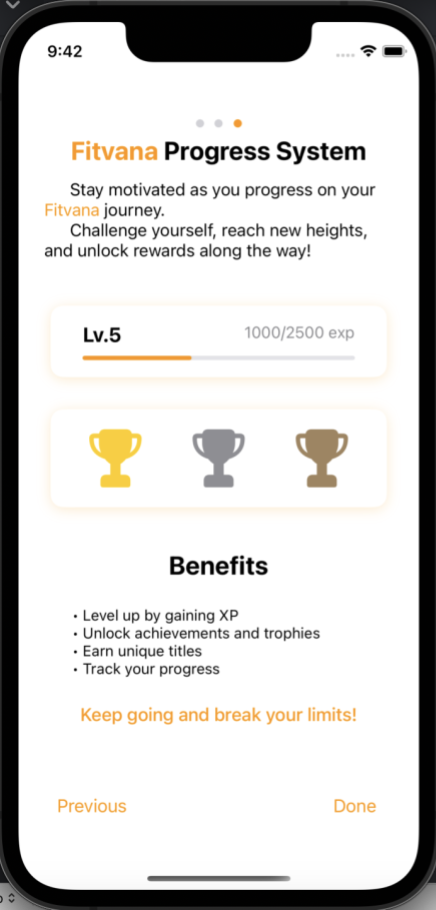 9:42
Fitvana Progress System
Stay motivated as you progress on your
Fitvana journey.
Challenge yourself, reach new heights,
and unlock rewards along the way!
Lv.5 1000/2500 exp
Benefits
• Level up by gaining XP
• Unlock achievements and trophies
• Earn unique titles
• Track your progress
Keep going and break your limits!
Previous Done